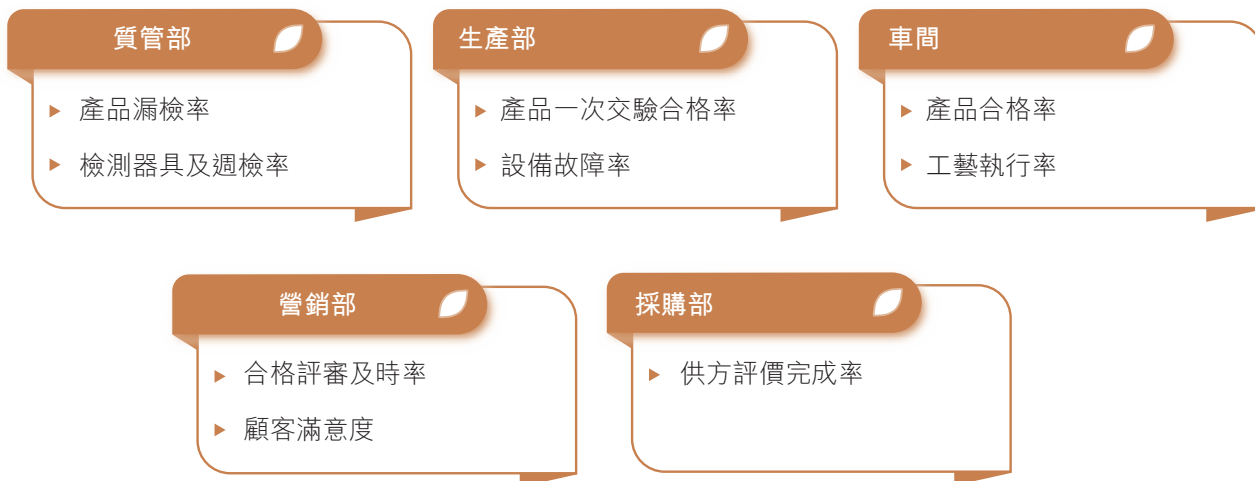 質管部
產品漏檢率
檢測器具及週檢率
生產部
產品一次交驗合格率
設備故障率
車間
產品合格率
工藝執行率
營銷部
合格評審及時率
顧客滿意度
採購部
供方評價完成率